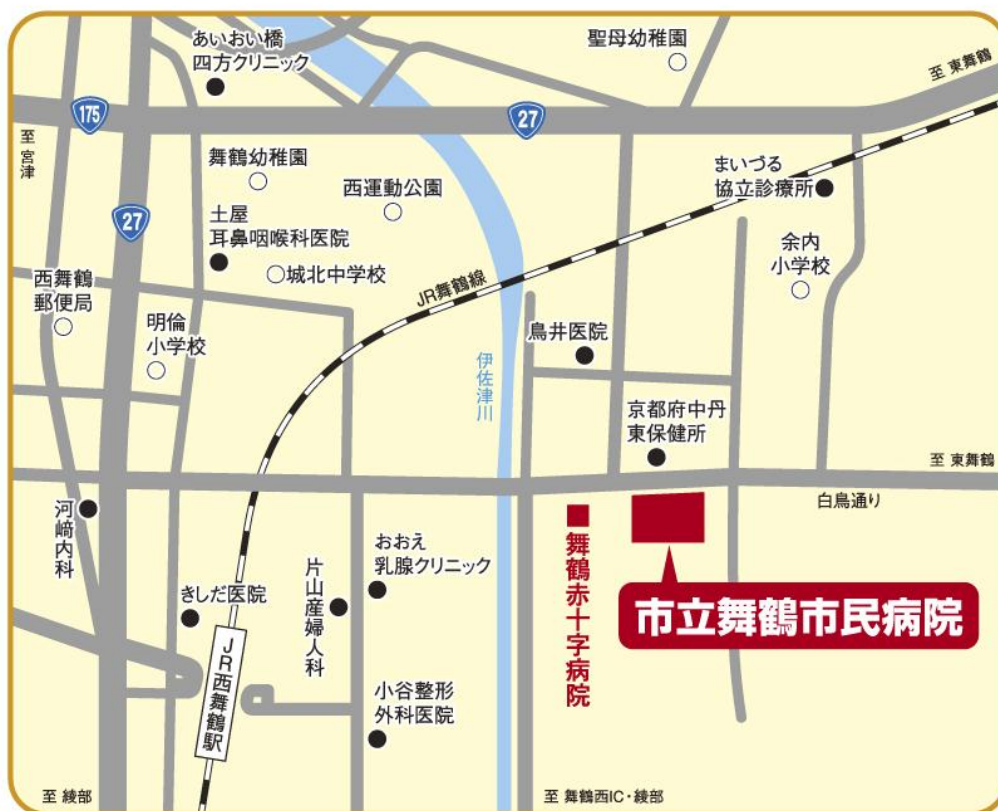 あいおい橋
四方クリニック
聖母幼稚園
至 東舞鶴
175
27
至 宮津
舞鶴幼稚園
西運動公園
まいづる
協立診療所
27
土屋
耳鼻咽喉科医院
城北中学校
余内
小学校
西舞鶴
郵便局
JR舞鶴線
明倫
小学校
鳥井医院
伊佐津川
京都府中丹
東保健所
至 東舞鶴
白鳥通り
河﨑内科
おおえ
乳腺クリニック
片山産婦人科
きしだ医院
舞鶴赤十字病院
市立舞鶴市民病院
JR西舞鶴駅
小谷整形
外科医院
至 綾部
至 舞鶴西IC・綾部